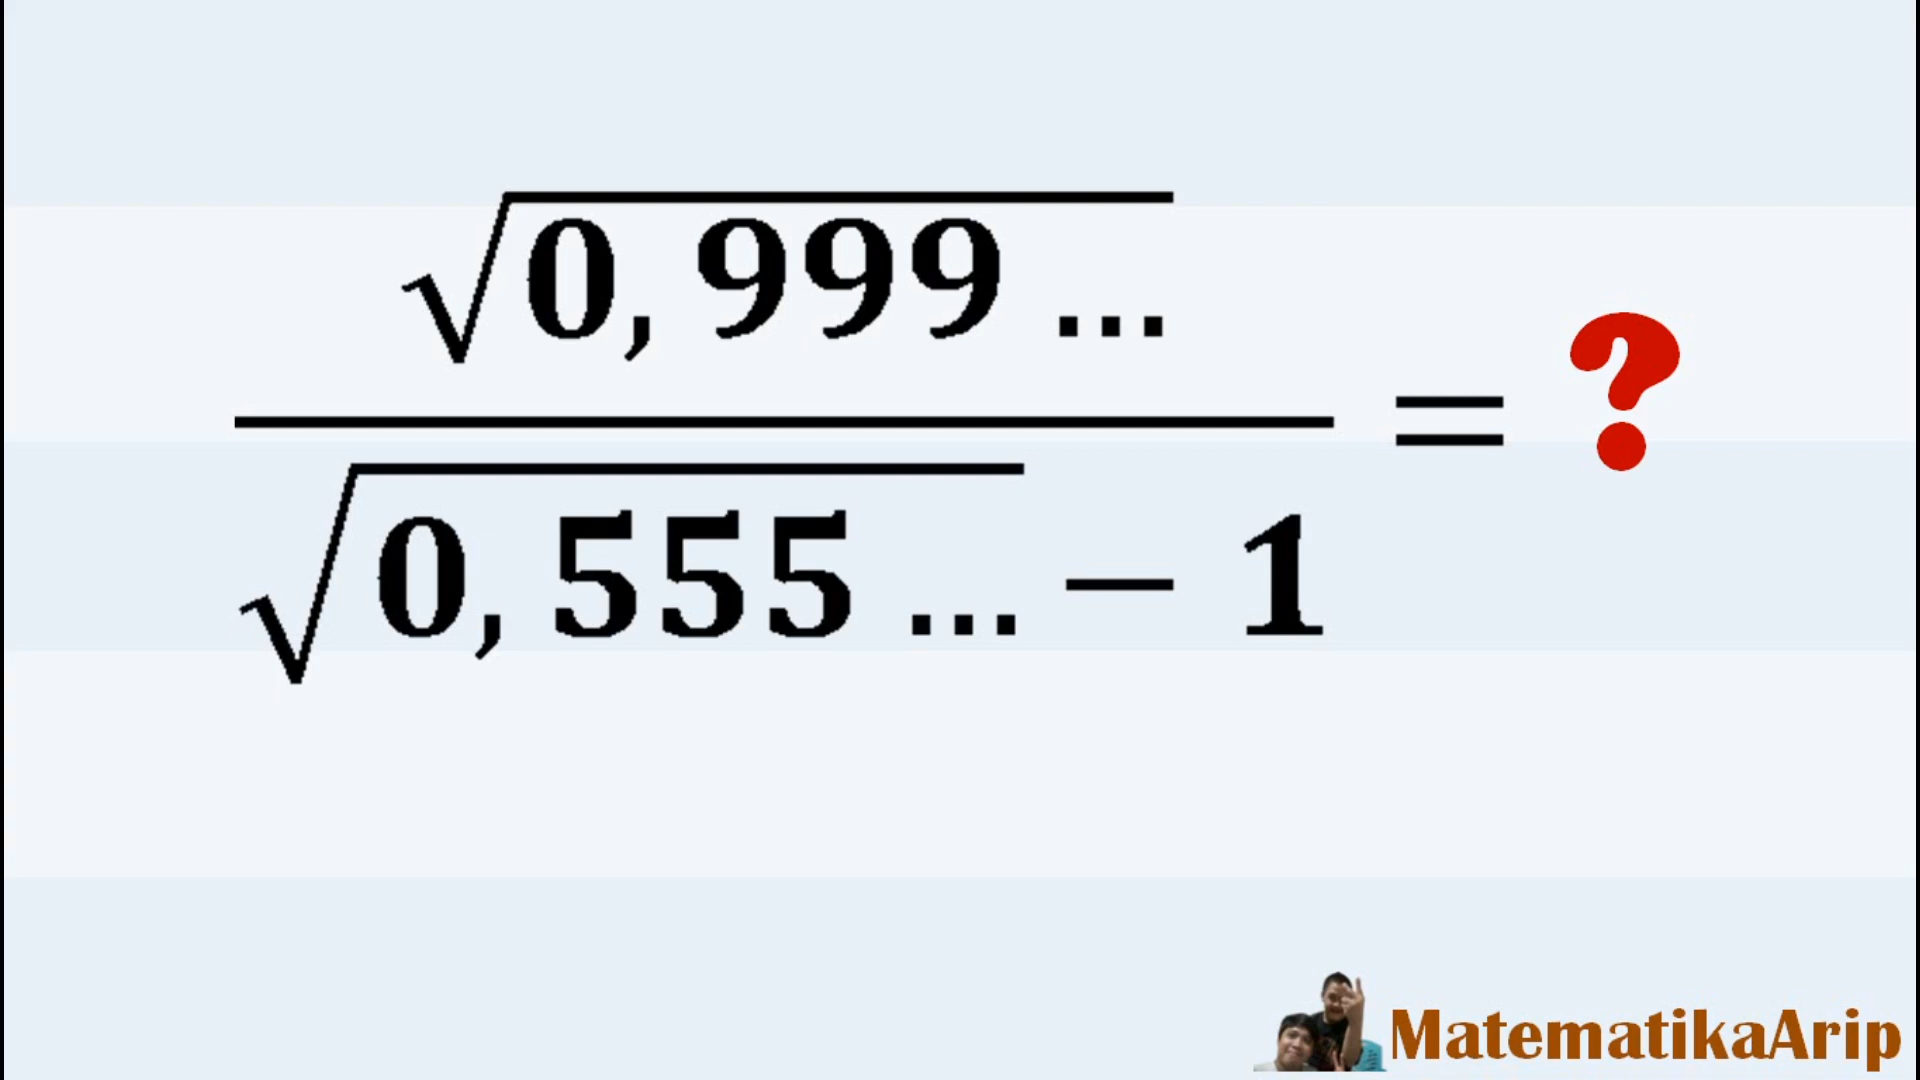 √0,999 ...
= ?
√0,555 ... − 1
MatematikaArip